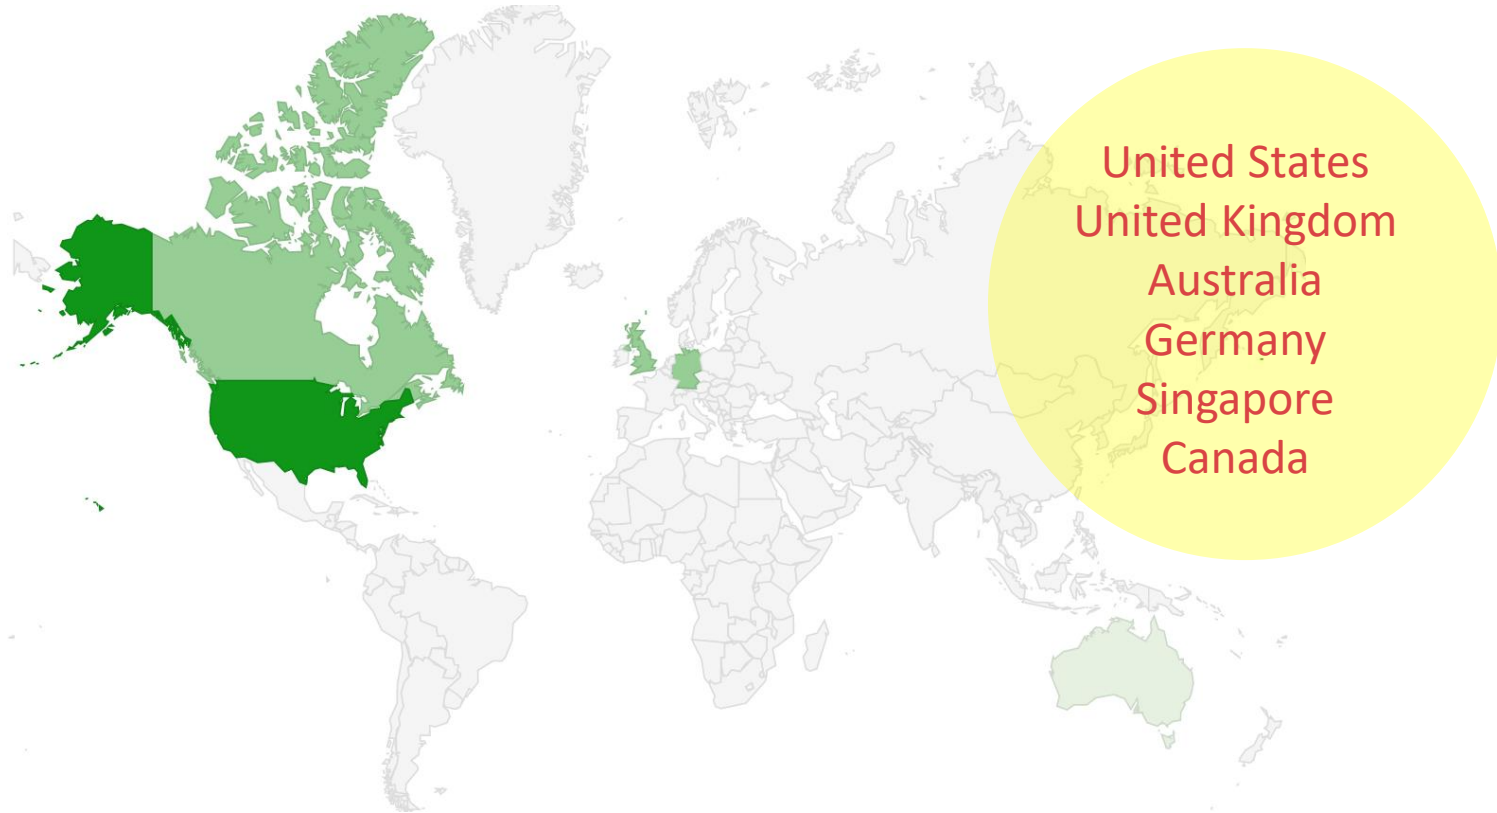 United States
United Kingdom
Australia
Germany
Singapore
Canada